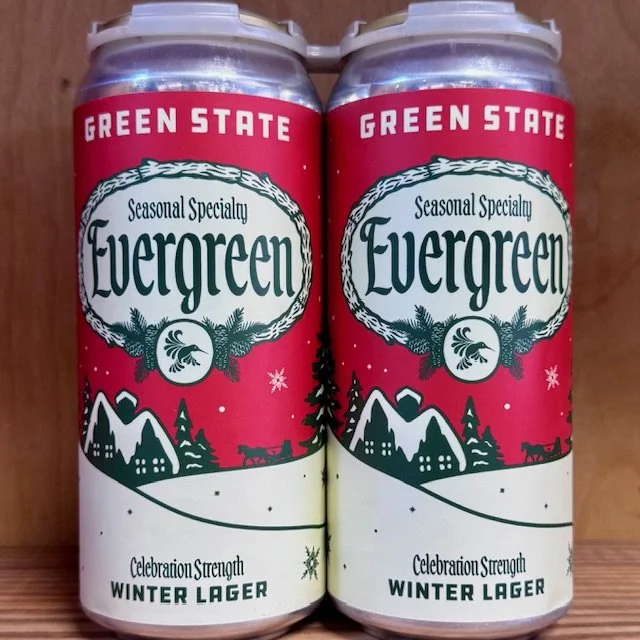 GREEN STATE
Seasonal Specialty
Evergreen
Celebration Strength
WINTER LAGER
GREEN STATE
Seasonal Specialty
Evergreen
Celebration Strength
WINTER LAGER